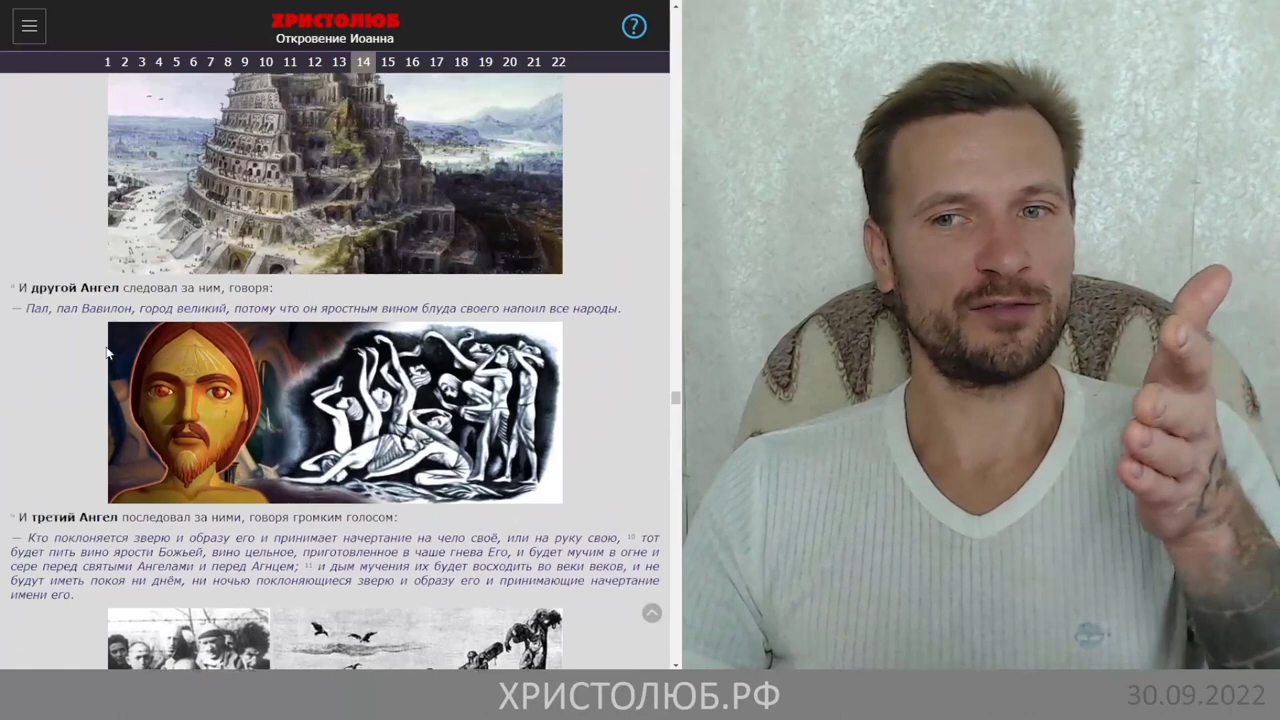 ХРИСТОЛЮБ
Откровение Иоанна
1 2 3 4 5 6 7 8 9 10 11 12 13 14 15 16 17 18 19 20 21 22
8 И другой Ангел следовал за ним, говоря:
— Пал, пал Вавилон, город великий, потому что он яростным вином блуда своего напоил все народы.
9 И третий Ангел последовал за ними, говоря громким голосом:
— Кто поклоняется зверю и образу его и принимает начертание на чело своё, или на руку свою, 10 тот
будет пить вино ярости Божьей, вино цельное, приготовленное в чаше гнева Его, и будет мучим в огне и
сере перед святыми Ангелами и перед Агнцем; 11 и дым мучения их будет восходить во веки веков, и не
будут иметь покоя ни днём, ни ночью поклоняющиеся зверю и образу его и принимающие начертание
имени его.
ХРИСТОЛЮБ.РФ
30.09.2022